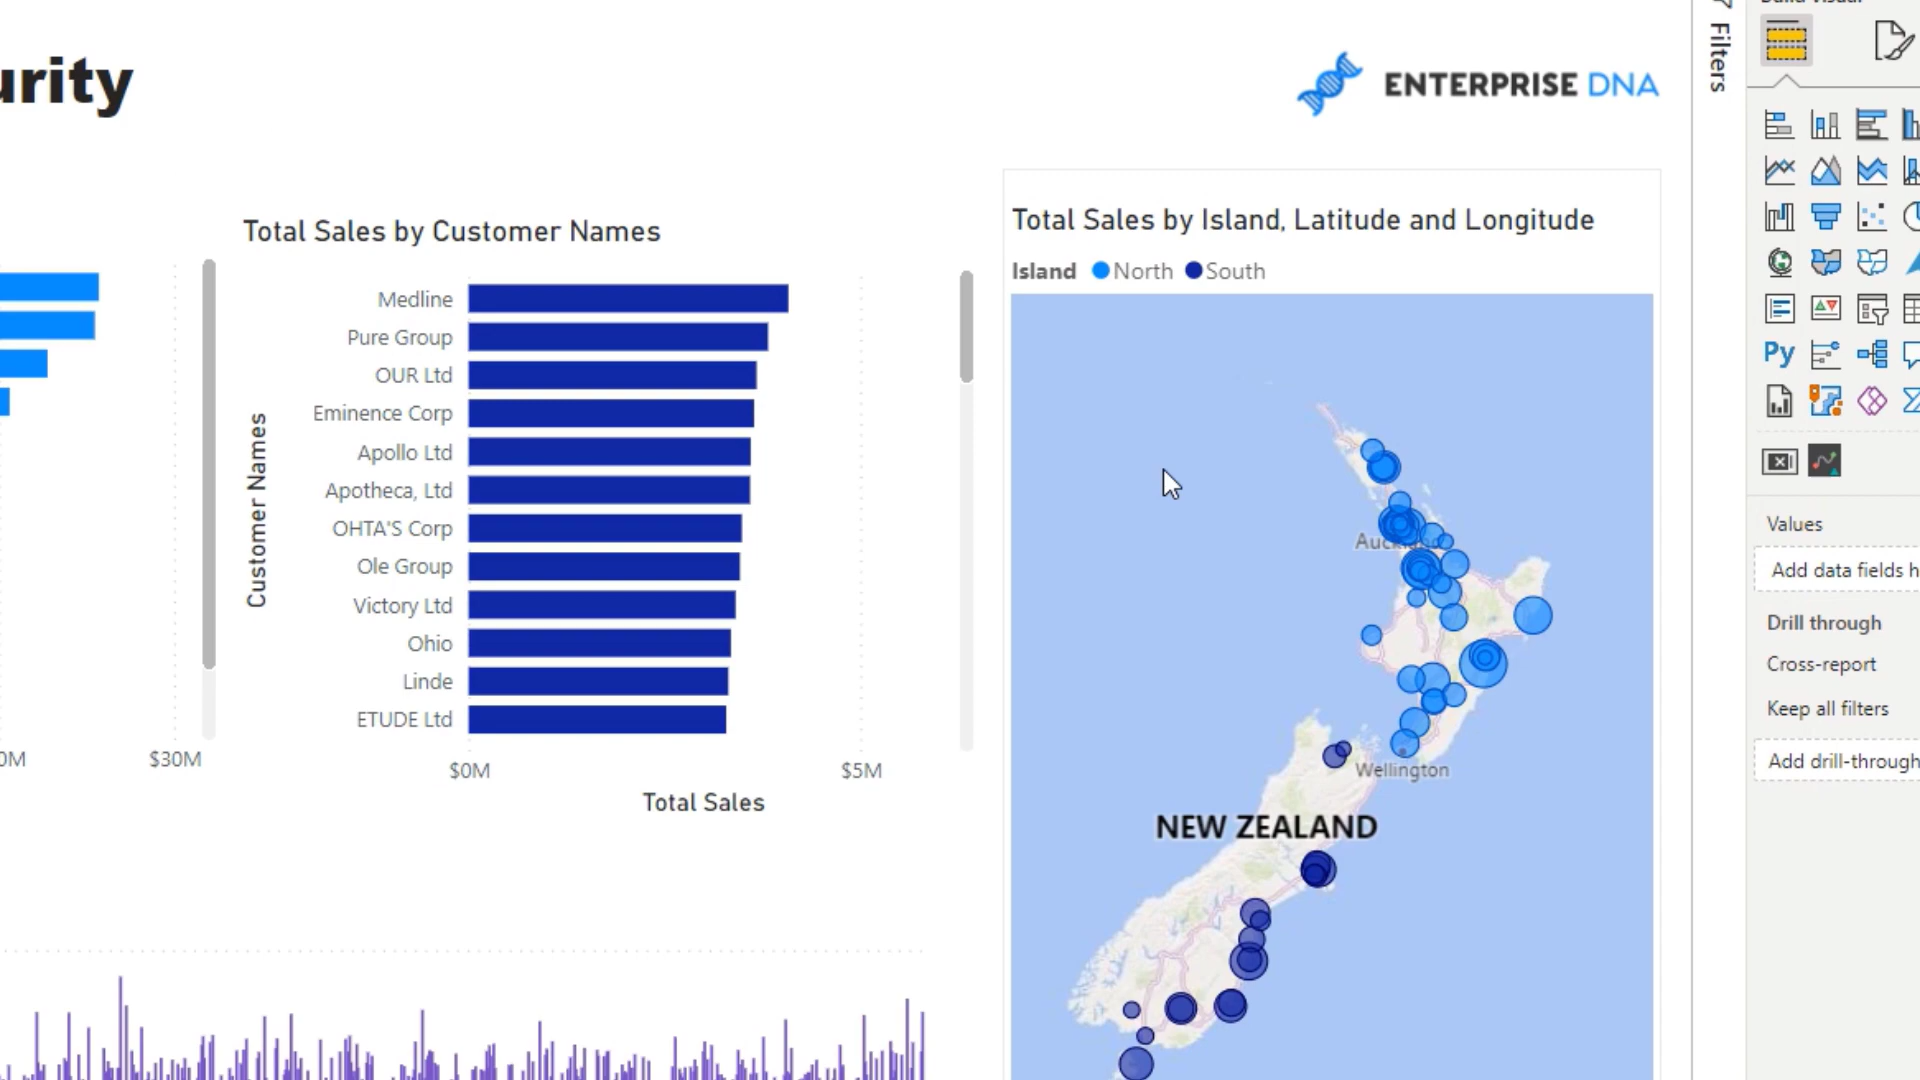 Filters
urity
ENTERPRISE DNA
Total Sales by Customer Names
Customer Names
Medline
Pure Group
OUR Ltd
Eminence Corp
Apollo Ltd
Apotheca, Ltd
OHTA'S Corp
Ole Group
Victory Ltd
Ohio
Linde
ETUDE Ltd
0M
$30M
$0M
$5M
Total Sales
Total Sales by Island, Latitude and Longitude
Island North South
Wellington
NEW ZEALAND
Py
Values
Add data fields h
Drill through
Cross-report
Keep all filters
Add drill-through